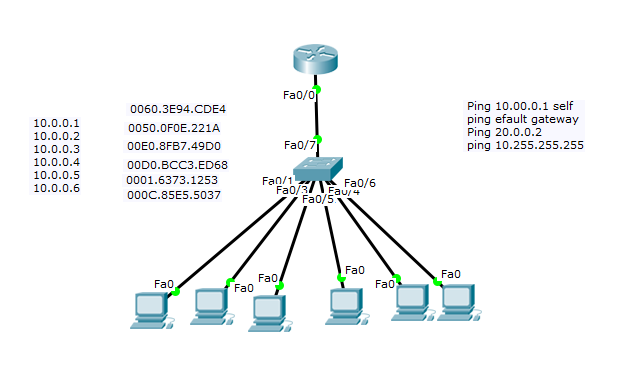 Fa0/0
0060.3E94.CDE4
Ping 10.00.0.1 self
10.0.0.1
0050.0F0E.221A
ping efault gateway
10.0.0.2
Ping 20.0.0.2
10.0.0.3
00E0.8FB7.49D0
Fa0/7
ping 10.255.255.255
10.0.0.4
00D0.BCC3.ED68
10.0.0.5
0001.6373.1253
10.0.0.6
000C.85E5.5037
Fa0/1
Fa0/3
Fa0/5
Fa0/4
Fa0/6
Fa0
Fa0
Fa0
Fa0
Fa0
Fa0